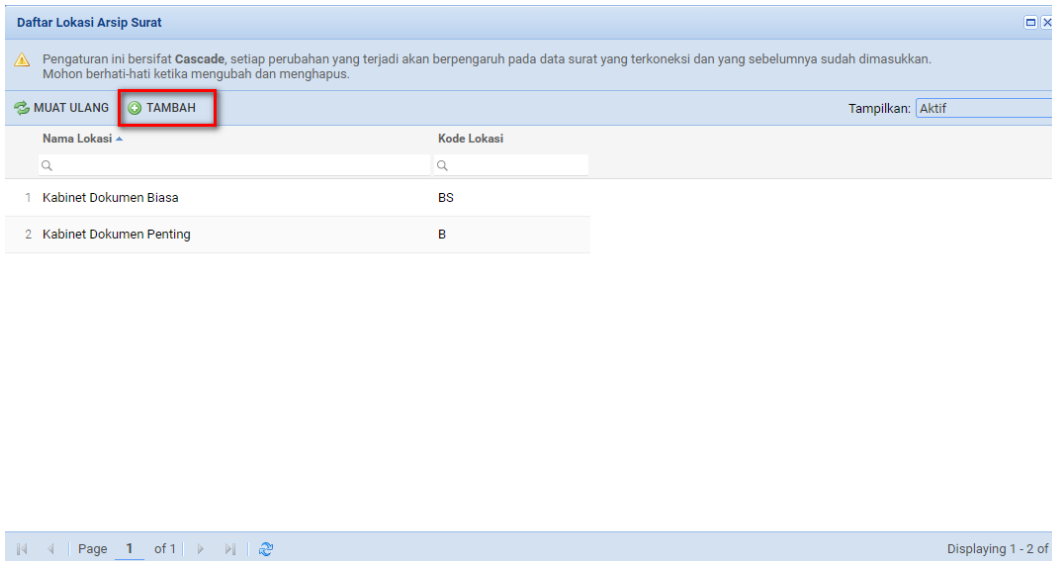 Daftar Lokasi Arsip Surat
Pengaturan ini bersifat Cascade, setiap perubahan yang terjadi akan berpengaruh pada data surat yang terkoneksi dan yang sebelumnya sudah dimasukkan.
Mohon berhati-hati ketika mengubah dan menghapus.
MUAT ULANG TAMBAH Tampilkan: Aktif
Nama Lokasi Kode Lokasi
1 Kabinet Dokumen Biasa BS
2 Kabinet Dokumen Penting B
Page 1 of 1 Displaying 1 - 2 of